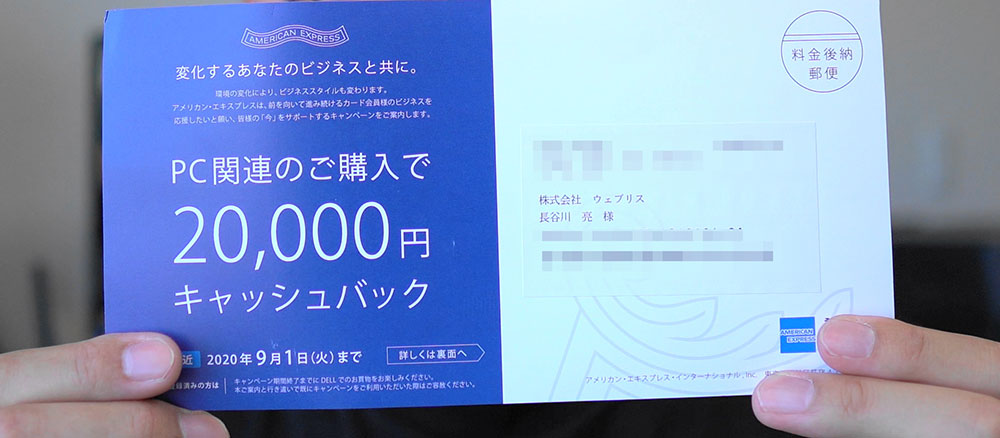 AMERICAN EXPRESS
変化するあなたのビジネスと共に。
環境の変化により、ビジネススタイルも変わります。
アメリカン・エキスプレスは、前を向いて進み続けるカード会員様のビジネスを
応援したいと願い、皆様の「今」をサポートするキャンペーンをご案内します。
PC関連のご購入で
20,000円
キャッシュバック
近 2020年9月1日(火)まで
詳しくは裏面へ
録済みの方は
キャンペーン期間終了までにDELLでのお買物をお楽しみください。
本ご案内と行き違いで既にキャンペーンをご利用いただいた際はご容赦ください。
料金後納
郵便
株式会社 ウェブリス
長谷川 亮 様
AMERICAN
EXPRESS
アメリカン・エキスプレス・インターナショナル, Inc.